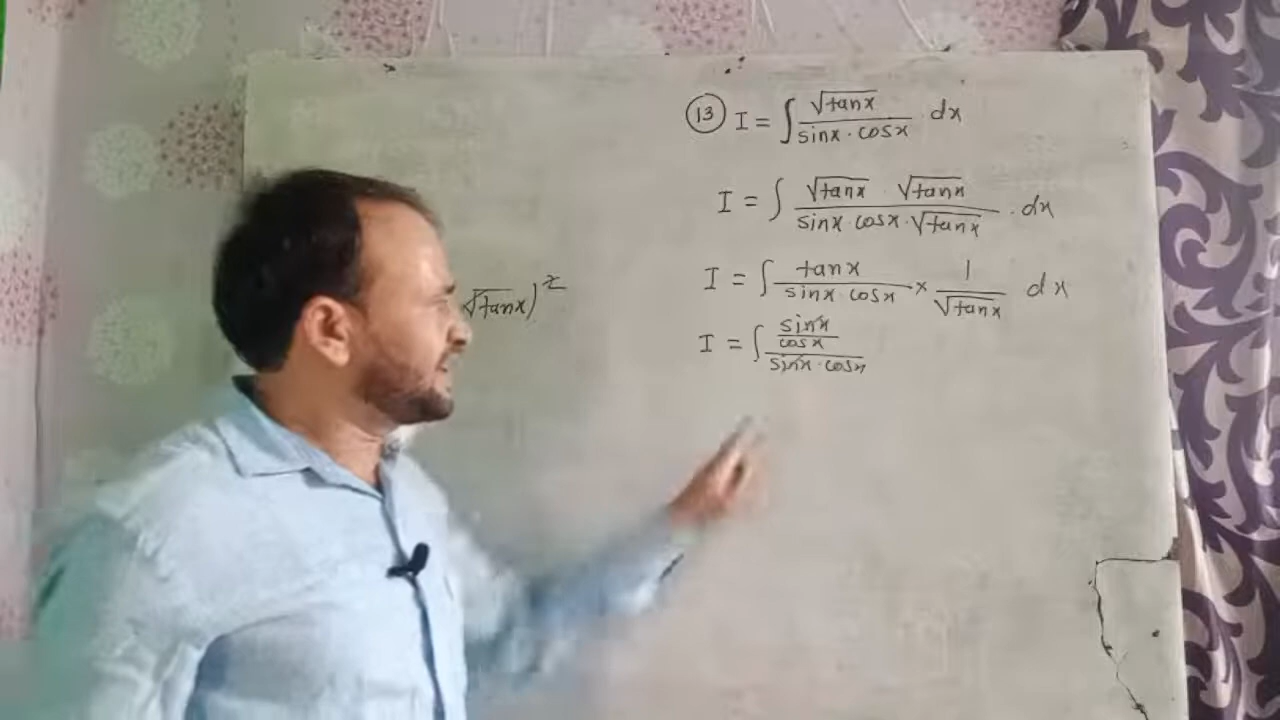 (13) I = ∫ √tanx / sinx · cosx · dx
I = ∫ √tanx · √tanx / sinx · cosx · √tanx · dx
√tanx)²
I = ∫ tanx / sinx · cosx × 1 / √tanx dx
I = ∫ sinx / cosx / sinx · cosx